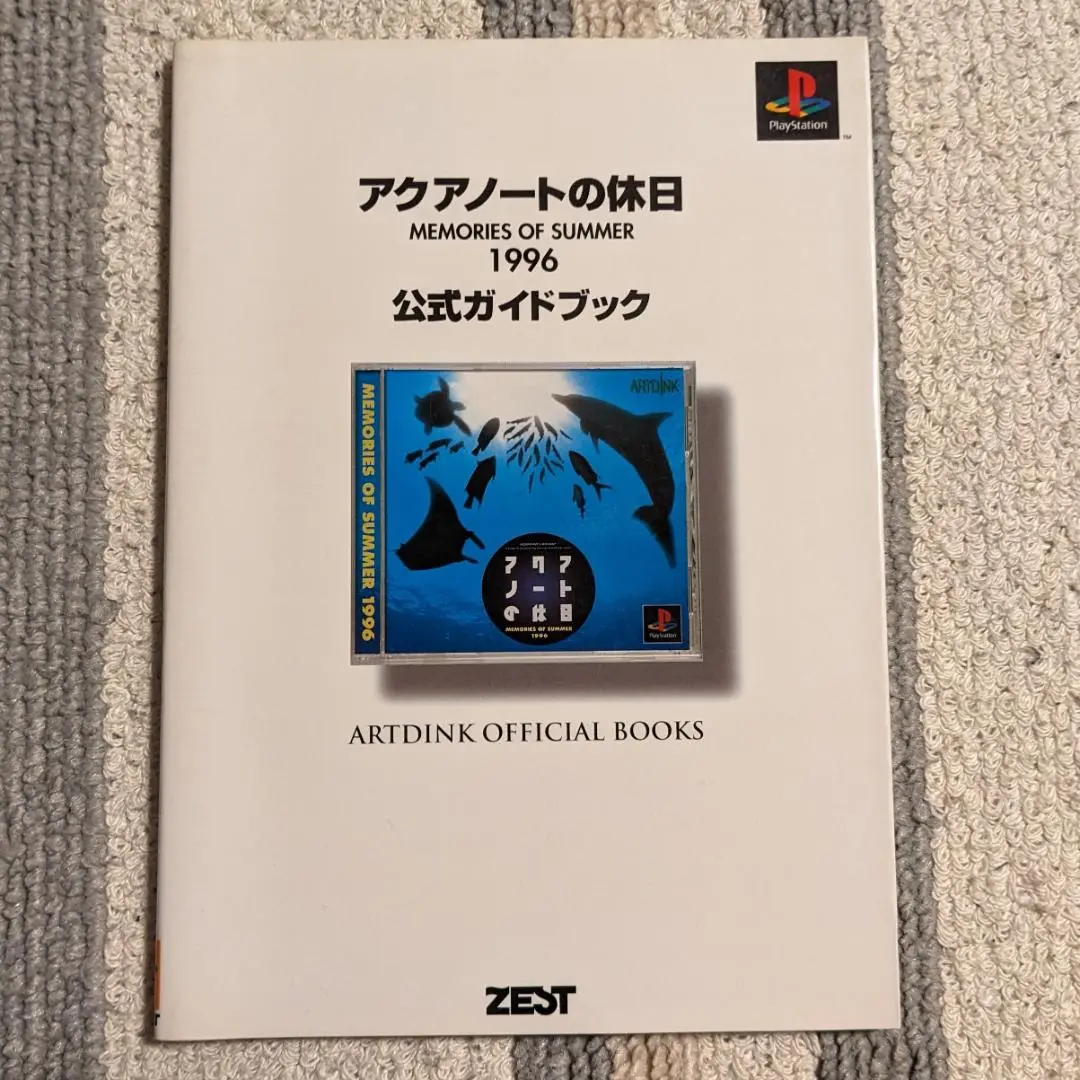 PlayStation
TM
アクアノートの休日
MEMORIES OF SUMMER
1996
公式ガイドブック
MEMORIES OF SUMMER 1996
ARTDINK
アクア
ノート
の休日
MEMORIES OF SUMMER
1996
PlayStation
ARTDINK OFFICIAL BOOKS
ZEST